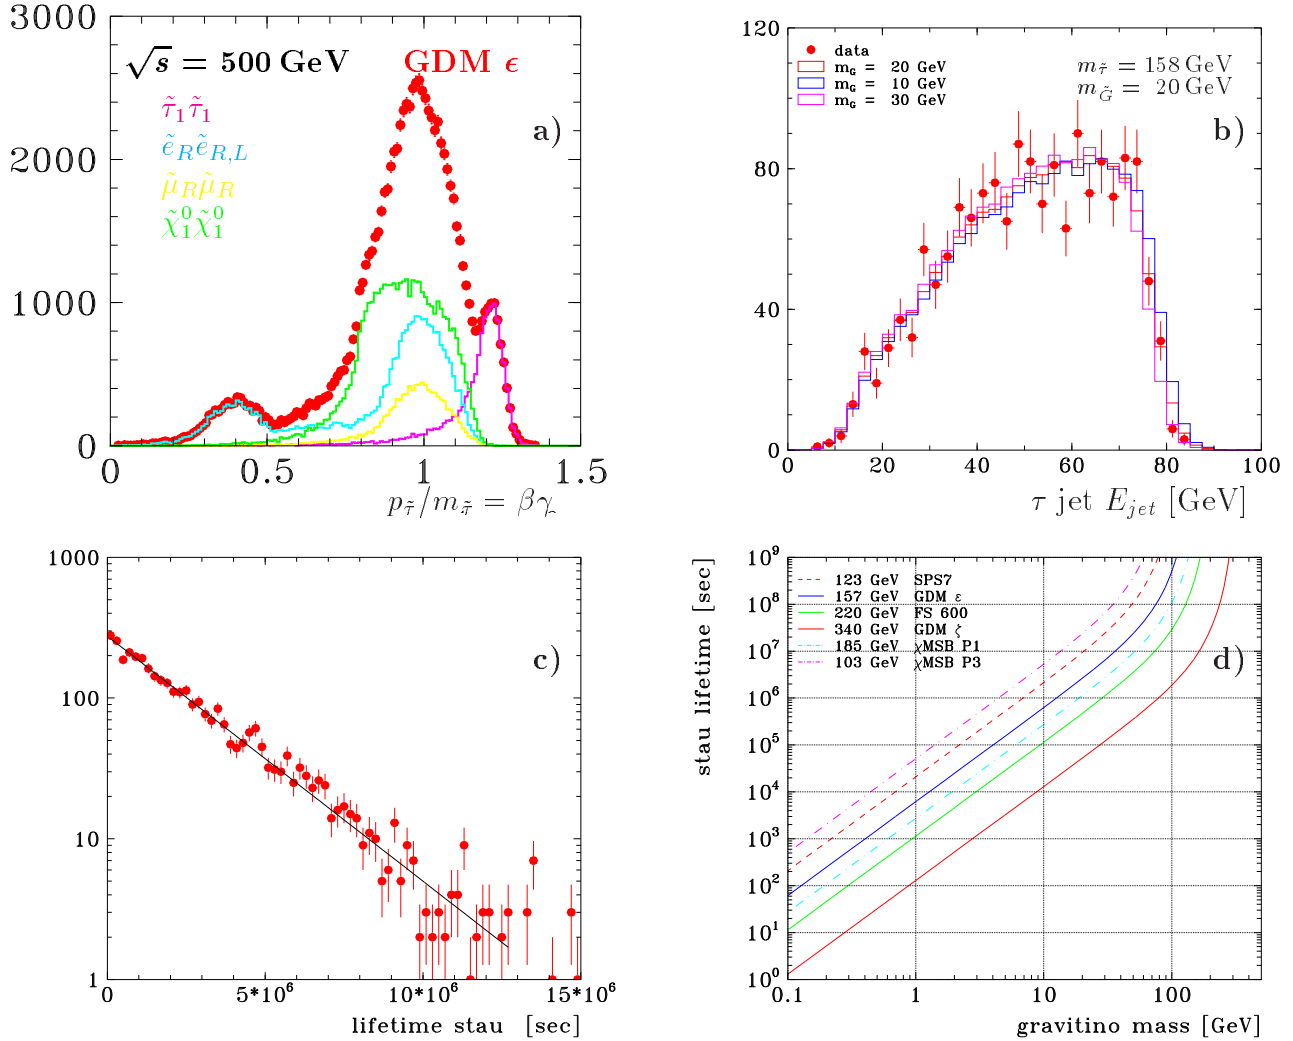 3000
2000
1000
0
√s = 500 GeV
GDM ϵ
τ̃₁τ̃₁
ẽ_Rẽ_R,L
μ̃_Rμ̃_R
χ̃₁⁰χ̃₁⁰
a)
0 0.5 1 1.5
p_τ̃/m_τ̃ = βγ
120
80
40
0
data
m_G = 20 GeV
m_G = 10 GeV
m_G = 30 GeV
m_τ̃ = 158 GeV
m_G̃ = 20 GeV
b)
0 20 40 60 80 100
τ jet E_jet [GeV]
1000
100
10
1
c)
0 5*10⁶ 10*10⁶ 15*10⁶
lifetime stau [sec]
stau lifetime [sec]
10⁹
10⁸
10⁷
10⁶
10⁵
10⁴
10³
10²
10¹
10⁰
123 GeV SPS7
157 GeV GDM ε
220 GeV FS 600
340 GeV GDM ζ
185 GeV χMSB P1
103 GeV χMSB P3
d)
0.1 1 10 100
gravitino mass [GeV]